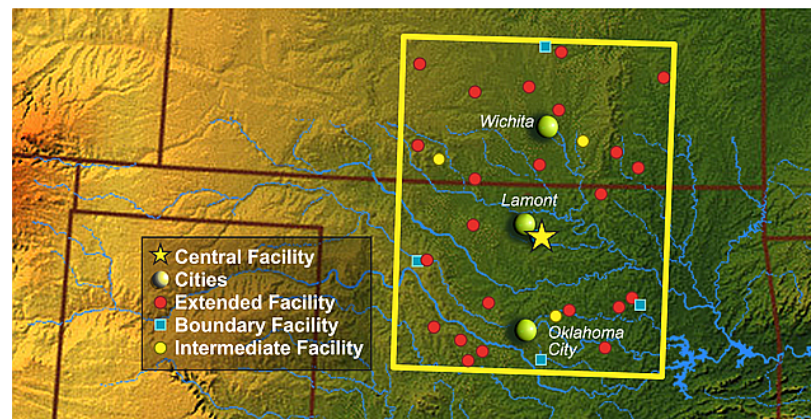 Wichita
Lamont
Central Facility
Cities
Extended Facility
Boundary Facility
Intermediate Facility
Oklahoma
City